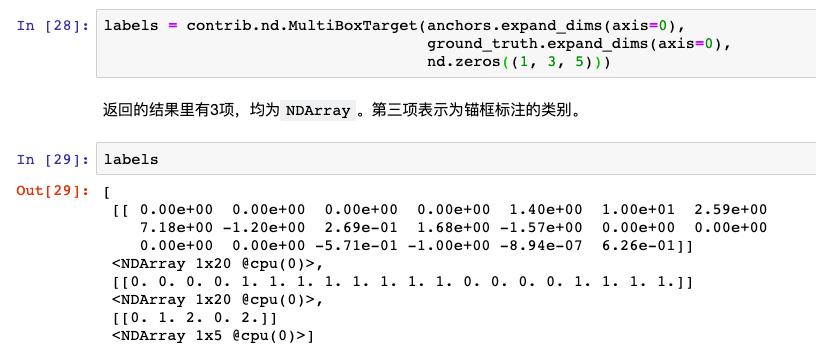 In [28]: labels = contrib.nd.MultiBoxTarget(anchors.expand_dims(axis=0),
ground_truth.expand_dims(axis=0),
nd.zeros((1, 3, 5)))
返回的结果里有3项，均为 NDArray 。第三项表示为锚框标注的类别。
In [29]: labels
Out[29]: [
[[ 0.00e+00 0.00e+00 0.00e+00 0.00e+00 1.40e+00 1.00e+01 2.59e+00
7.18e+00 -1.20e+00 2.69e-01 1.68e+00 -1.57e+00 0.00e+00 0.00e+00
0.00e+00 0.00e+00 -5.71e-01 -1.00e+00 -8.94e-07 6.26e-01]]
<NDArray 1x20 @cpu(0)>,
[[0. 0. 0. 0. 1. 1. 1. 1. 1. 1. 1. 1. 0. 0. 0. 0. 1. 1. 1. 1.]]
<NDArray 1x20 @cpu(0)>,
[[0. 1. 2. 0. 2.]]
<NDArray 1x5 @cpu(0)>]